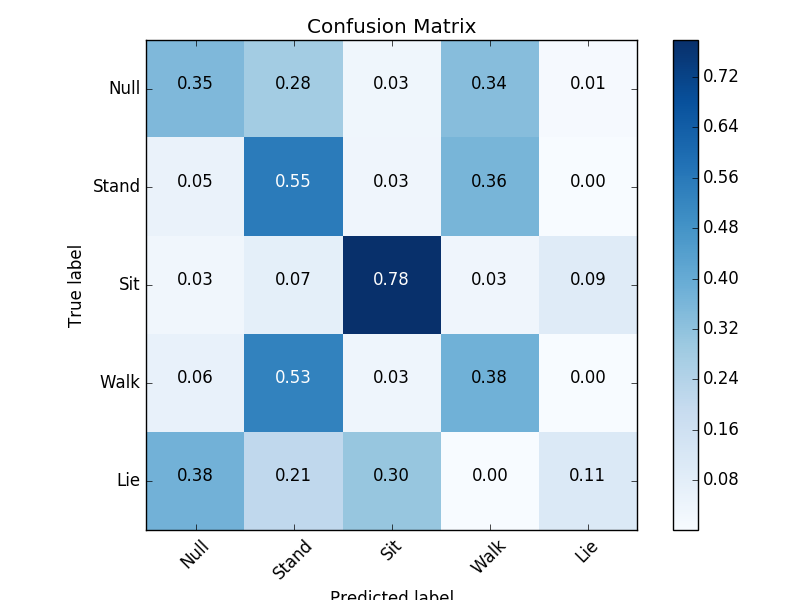 Confusion Matrix
Null 0.35 0.28 0.03 0.34 0.01
Stand 0.05 0.55 0.03 0.36 0.00
Sit 0.03 0.07 0.78 0.03 0.09
Walk 0.06 0.53 0.03 0.38 0.00
Lie 0.38 0.21 0.30 0.00 0.11
Null Stand Sit Walk Lie
True label
Predicted label
0.72
0.64
0.56
0.48
0.40
0.32
0.24
0.16
0.08